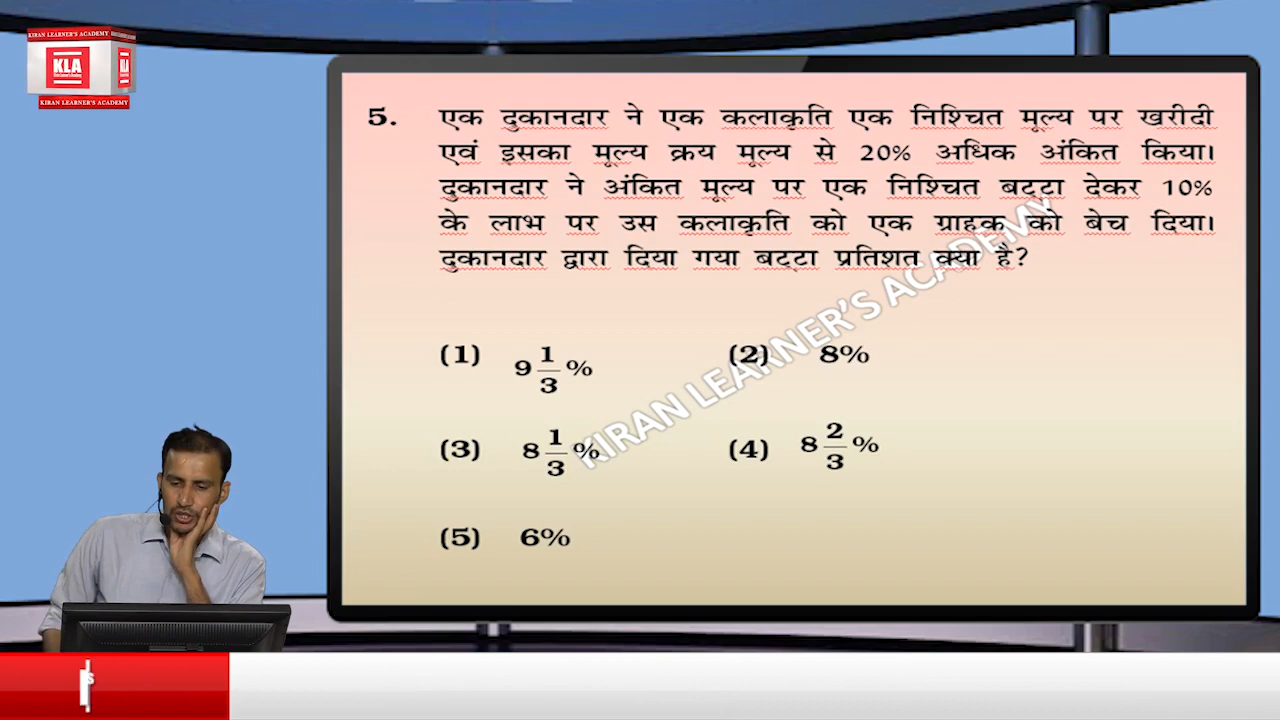 KIRAN LEARNER'S ACADEMY
KLA
KLA
KIRAN LEARNER'S ACADEMY
5. एक दुकानदार ने एक कलाकृति एक निश्चित मूल्य पर खरीदी
एवं इसका मूल्य क्रय मूल्य से 20% अधिक अंकित किया।
दुकानदार ने अंकित मूल्य पर एक निश्चित बट्टा देकर 10%
के लाभ पर उस कलाकृति को एक ग्राहक को बेच दिया।
दुकानदार द्वारा दिया गया बट्टा प्रतिशत क्या है?
KIRAN LEARNER'S ACADEMY
(1) 9 1/3 % (2) 8%
(3) 8 1/3 % (4) 8 2/3 %
(5) 6%